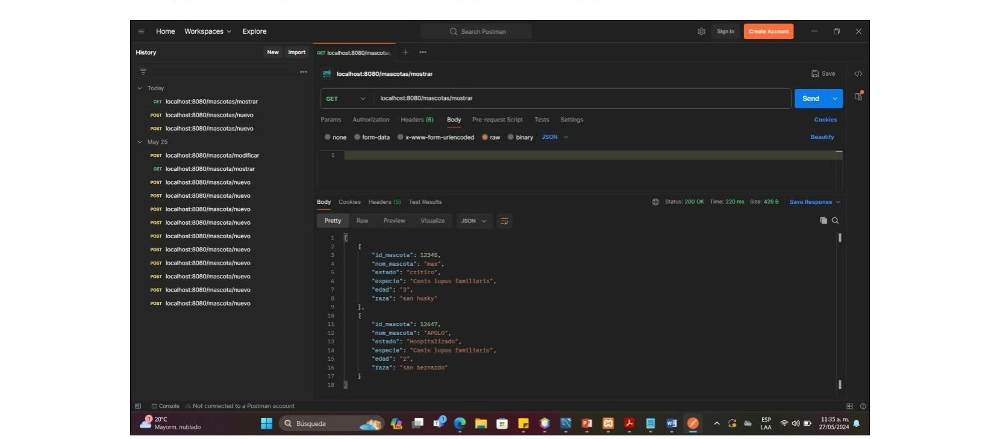 Home Workspaces Explore Search Postman Sign In Create Account
History New Import GET localhost:8080/mascotas
localhost:8080/mascotas/mostrar Save
Today
GET localhost:8080/mascotas/mostrar
POST localhost:8080/mascotas/nuevo
POST localhost:8080/mascotas/nuevo
May 25
POST localhost:8080/mascota/modificar
GET localhost:8080/mascota/mostrar
POST localhost:8080/mascota/nuevo
POST localhost:8080/mascota/nuevo
POST localhost:8080/mascota/nuevo
POST localhost:8080/mascota/nuevo
POST localhost:8080/mascota/nuevo
POST localhost:8080/mascota/nuevo
POST localhost:8080/mascota/nuevo
POST localhost:8080/mascota/nuevo
POST localhost:8080/mascota/nuevo
POST localhost:8080/mascota/nuevo
GET localhost:8080/mascotas/mostrar Send
Params Authorization Headers (6) Body Pre-request Script Tests Settings Cookies
none form-data x-www-form-urlencoded raw binary JSON Beautify
1
Body Cookies Headers (5) Test Results Status: 200 OK Time: 220 ms Size: 426 B Save Response
Pretty Raw Preview Visualize JSON
1 [
2 {
3 "id_mascota": 12345,
4 "nom_mascota": "max",
5 "estado": "critico",
6 "especie": "Canis lupus familiaris",
7 "edad": "3",
8 "raza": "san husky"
9 },
10 {
11 "id_mascota": 12647,
12 "nom_mascota": "APOLO",
13 "estado": "Hospitalizado",
14 "especie": "Canis lupus familiaris",
15 "edad": "2",
16 "raza": "san bernardo"
17 }
18 ]
Console Not connected to a Postman account
1 20°C
Mayorm. nublado
Búsqueda
ESP
LAA
11:35 a. m.
27/05/2024